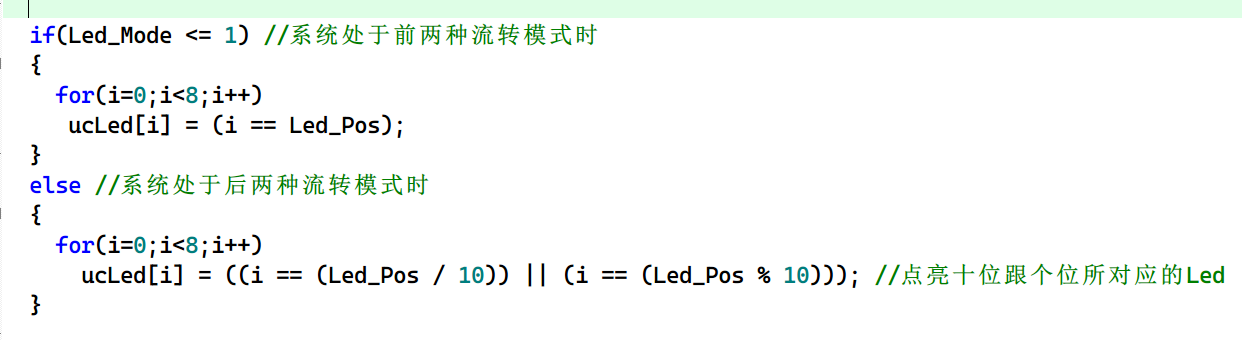 if(Led_Mode <= 1) //系统处于前两种流转模式时
{
for(i=0;i<8;i++)
ucLed[i] = (i == Led_Pos);
}
else //系统处于后两种流转模式时
{
for(i=0;i<8;i++)
ucLed[i] = ((i == (Led_Pos / 10)) || (i == (Led_Pos % 10))); //点亮十位跟个位所对应的Led
}